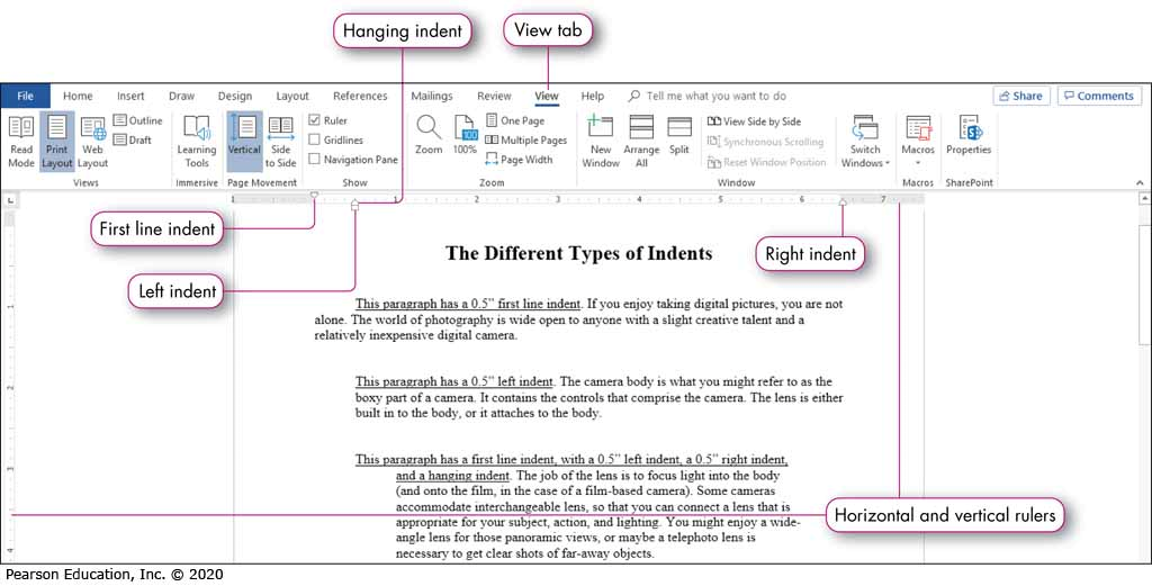 Hanging indent
View tab
File Home Insert Draw Design Layout References Mailings Review View Help Tell me what you want to do Share Comments
Read Mode
Print Layout
Web Layout
Outline
Draft
Views
Learning Tools
Immersive
Vertical
Side to Side
Page Movement
Ruler
Gridlines
Navigation Pane
Show
Zoom
100
100%
One Page
Multiple Pages
Page Width
Zoom
New Window
Arrange All
Split
View Side by Side
Synchronous Scrolling
Reset Window Position
Switch Windows
Window
Macros
Macros
Properties
SharePoint
1 1 2 3 4 5 6 7
First line indent
Left indent
Right indent
The Different Types of Indents
This paragraph has a 0.5” first line indent. If you enjoy taking digital pictures, you are not
alone. The world of photography is wide open to anyone with a slight creative talent and a
relatively inexpensive digital camera.
This paragraph has a 0.5” left indent. The camera body is what you might refer to as the
boxy part of a camera. It contains the controls that comprise the camera. The lens is either
built in to the body, or it attaches to the body.
This paragraph has a first line indent, with a 0.5” left indent, a 0.5” right indent,
and a hanging indent. The job of the lens is to focus light into the body
(and onto the film, in the case of a film-based camera). Some cameras
accommodate interchangeable lens, so that you can connect a lens that is
appropriate for your subject, action, and lighting. You might enjoy a wide-
angle lens for those panoramic views, or maybe a telephoto lens is
necessary to get clear shots of far-away objects.
1
2
3
4
Horizontal and vertical rulers
Pearson Education, Inc. © 2020